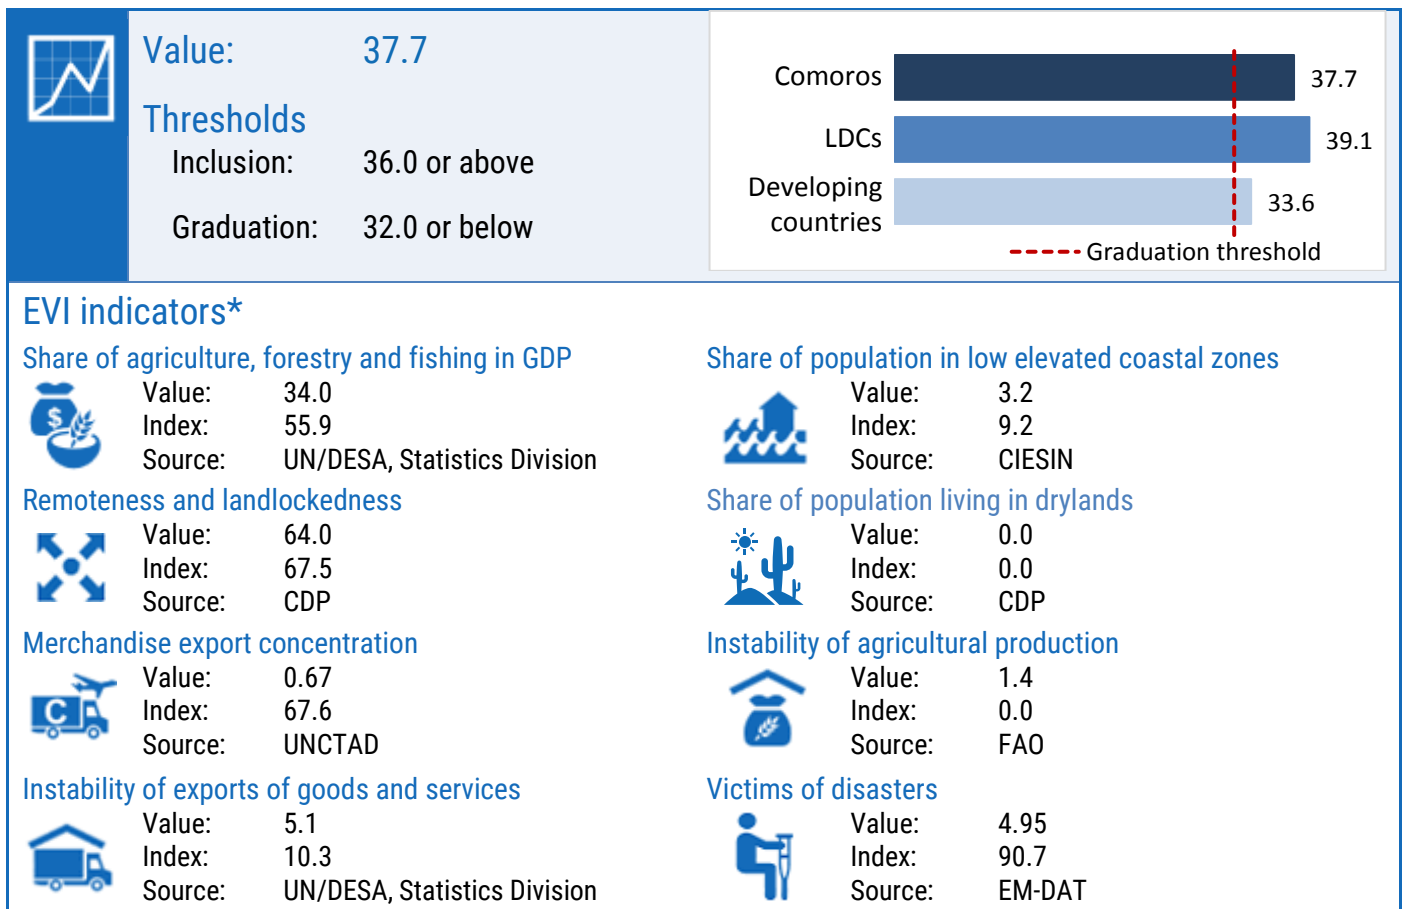 Value: 37.7
Thresholds
Inclusion: 36.0 or above
Graduation: 32.0 or below
Comoros 37.7
LDCs 39.1
Developing
countries
33.6
Graduation threshold
EVI indicators*
Share of agriculture, forestry and fishing in GDP
$
Value: 34.0
Index: 55.9
Source: UN/DESA, Statistics Division
Remoteness and landlockedness
Value: 64.0
Index: 67.5
Source: CDP
Merchandise export concentration
C
Value: 0.67
Index: 67.6
Source: UNCTAD
Instability of exports of goods and services
Value: 5.1
Index: 10.3
Source: UN/DESA, Statistics Division
Share of population in low elevated coastal zones
Value: 3.2
Index: 9.2
Source: CIESIN
Share of population living in drylands
Value: 0.0
Index: 0.0
Source: CDP
Instability of agricultural production
Value: 1.4
Index: 0.0
Source: FAO
Victims of disasters
Value: 4.95
Index: 90.7
Source: EM-DAT